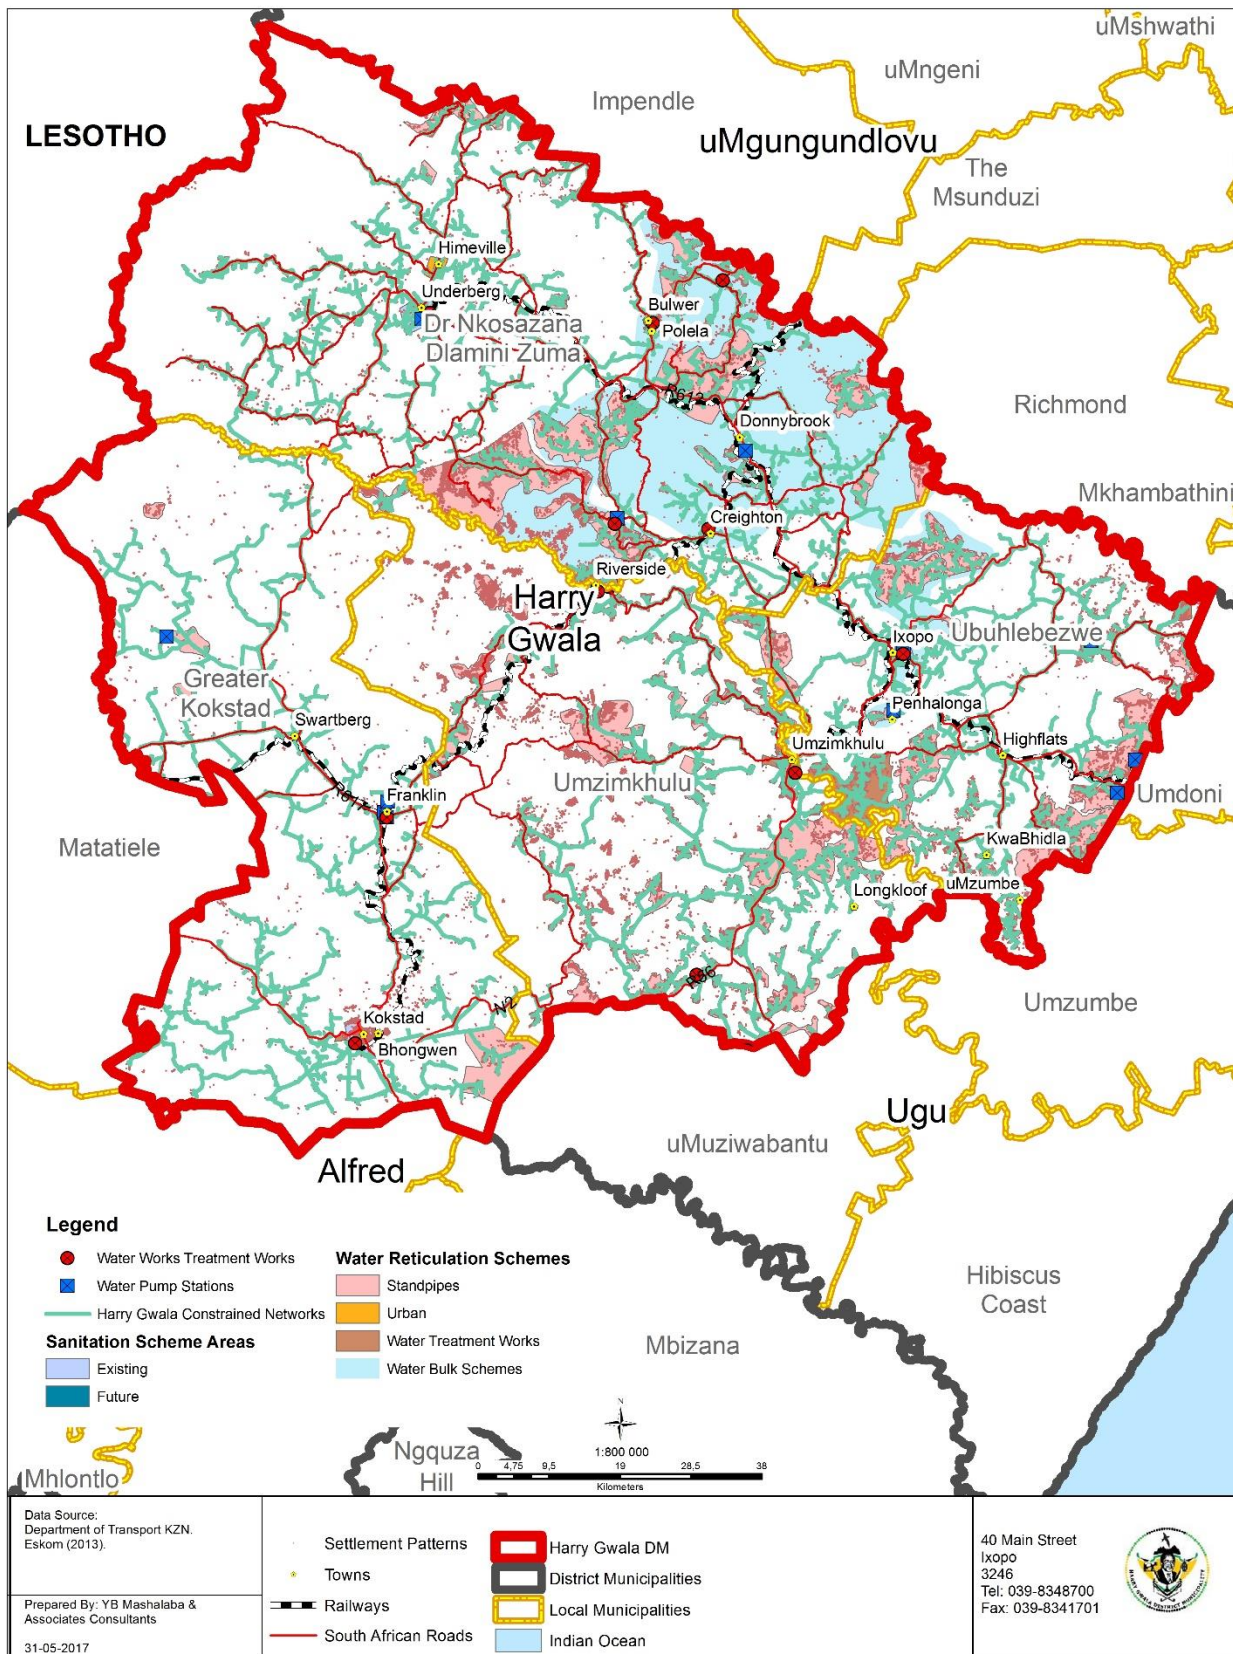 uMshwathi
uMngeni
Impendle
LESOTHO
uMgungundlovu
The
Msunduzi
Himeville
Underberg
Bulwer
Dr Nkosazana
Dlamini Zuma
Polela
R612
Richmond
Donnybrook
Mkhambathini
Creighton
Riverside
Harry
Gwala
Ixopo
Ubuhlebezwe
Greater
Kokstad
Penhalonga
Swartberg
Highflats
Umzimkhulu
Umzimkhulu
R617
Franklin
Umdoni
Matatiele
KwaBhidla
Longkloof
uMzumbe
R56
N2
Umzumbe
Kokstad
Bhongwen
Ugu
uMuziwabantu
Alfred
Legend
Water Works Treatment Works
Water Pump Stations
Harry Gwala Constrained Networks
Sanitation Scheme Areas
Existing
Future
Water Reticulation Schemes
Standpipes
Urban
Water Treatment Works
Water Bulk Schemes
Hibiscus
Coast
Mbizana
N
1:800 000
0 4,75 9,5 19 28,5 38
Kilometers
Ngquza
Hill
Mhlontlo
Data Source:
Department of Transport KZN.
Eskom (2013).
Prepared By: YB Mashalaba &
Associates Consultants
31-05-2017
Settlement Patterns
Towns
Railways
South African Roads
Harry Gwala DM
District Municipalities
Local Municipalities
Indian Ocean
40 Main Street
Ixopo
3246
Tel: 039-8348700
Fax: 039-8341701
HARRY GWALA DISTRICT MUNICIPALITY